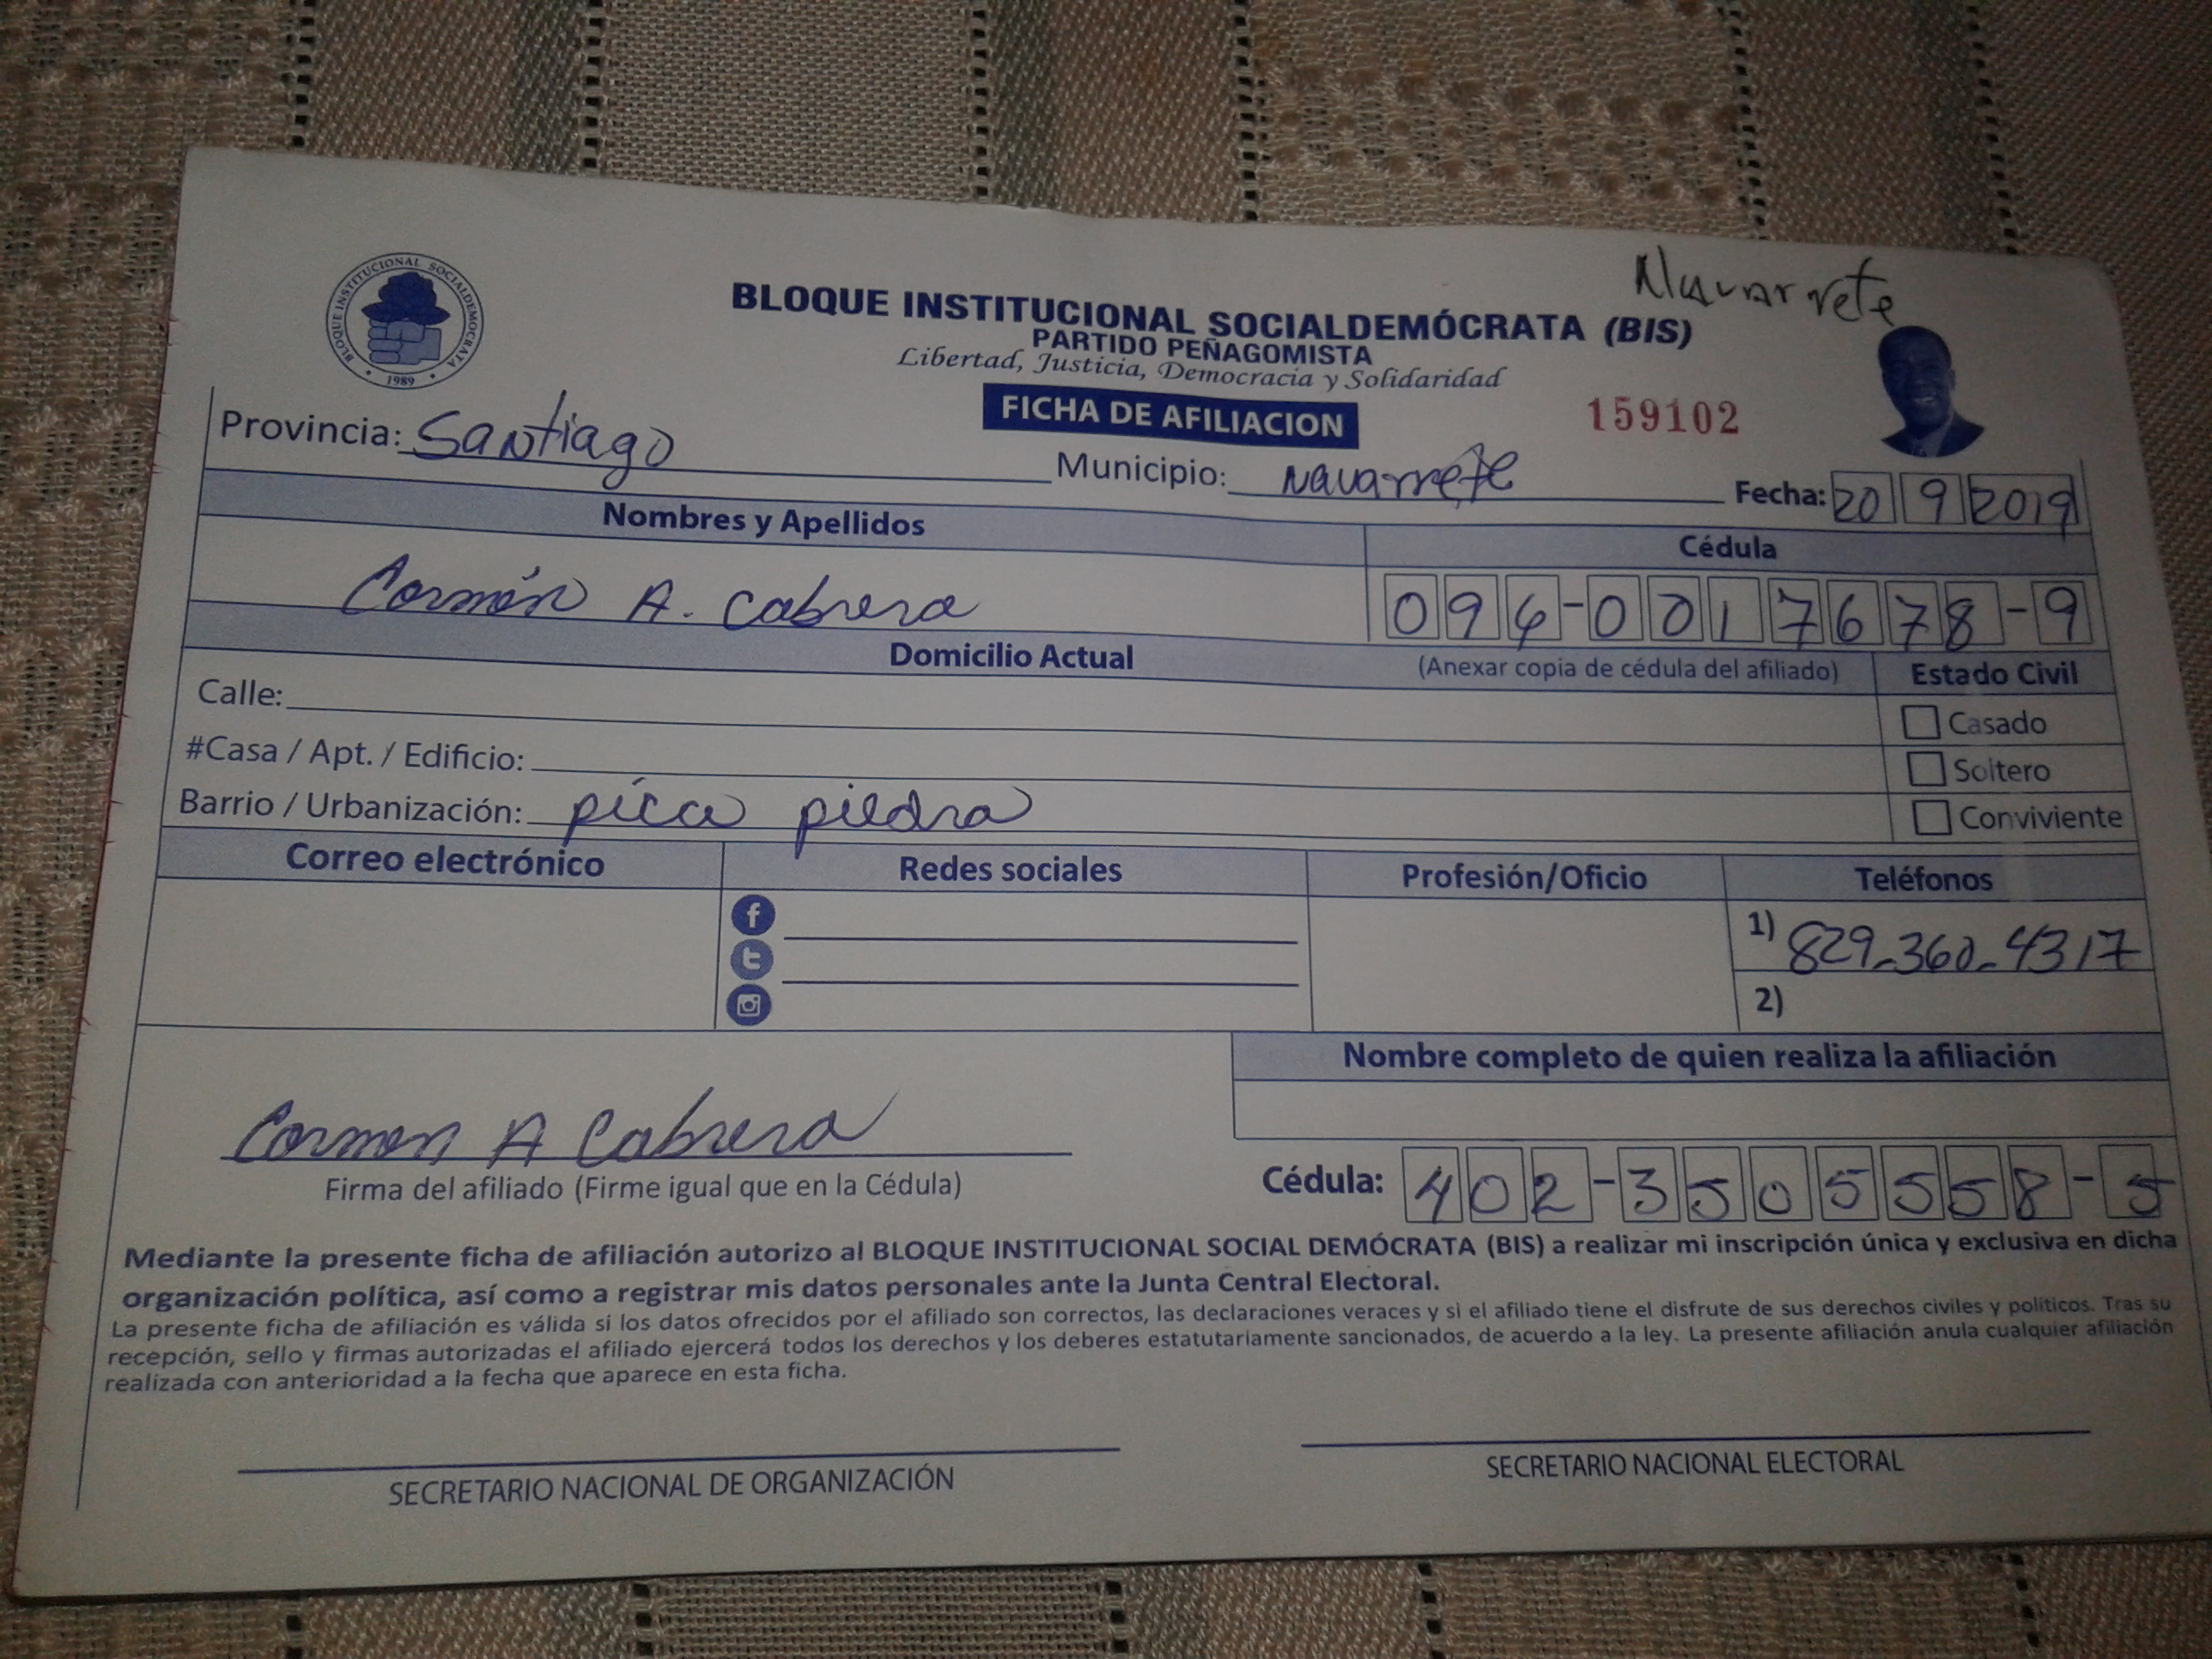 Navarrete
BLOQUE INSTITUCIONAL SOCIALDEMOCRATA
1989
BLOQUE INSTITUCIONAL SOCIALDEMÓCRATA (BIS)
PARTIDO PEÑAGOMISTA
Libertad, Justicia, Democracia y Solidaridad
FICHA DE AFILIACION
159102
Provincia: Santiago Municipio: Navarrete Fecha: 20 9 2019
Nombres y Apellidos Cédula
Carmén A. Cabrera 094-0017678-9
Domicilio Actual (Anexar copia de cédula del afiliado) Estado Civil
Calle: Casado
#Casa / Apt. / Edificio: Soltero
Barrio / Urbanización: pica piedra Conviviente
Correo electrónico Redes sociales Profesión/Oficio Teléfonos
1) 829-360-4317
2)
Nombre completo de quien realiza la afiliación
Carmen A Cabrera
Firma del afiliado (Firme igual que en la Cédula) Cédula: 402-3505558-5
Mediante la presente ficha de afiliación autorizo al BLOQUE INSTITUCIONAL SOCIAL DEMÓCRATA (BIS) a realizar mi inscripción única y exclusiva en dicha
organización política, así como a registrar mis datos personales ante la Junta Central Electoral.
La presente ficha de afiliación es válida si los datos ofrecidos por el afiliado son correctos, las declaraciones veraces y si el afiliado tiene el disfrute de sus derechos civiles y políticos. Tras su
recepción, sello y firmas autorizadas el afiliado ejercerá todos los derechos y los deberes estatutariamente sancionados, de acuerdo a la ley. La presente afiliación anula cualquier afiliación
realizada con anterioridad a la fecha que aparece en esta ficha.
SECRETARIO NACIONAL DE ORGANIZACIÓN SECRETARIO NACIONAL ELECTORAL